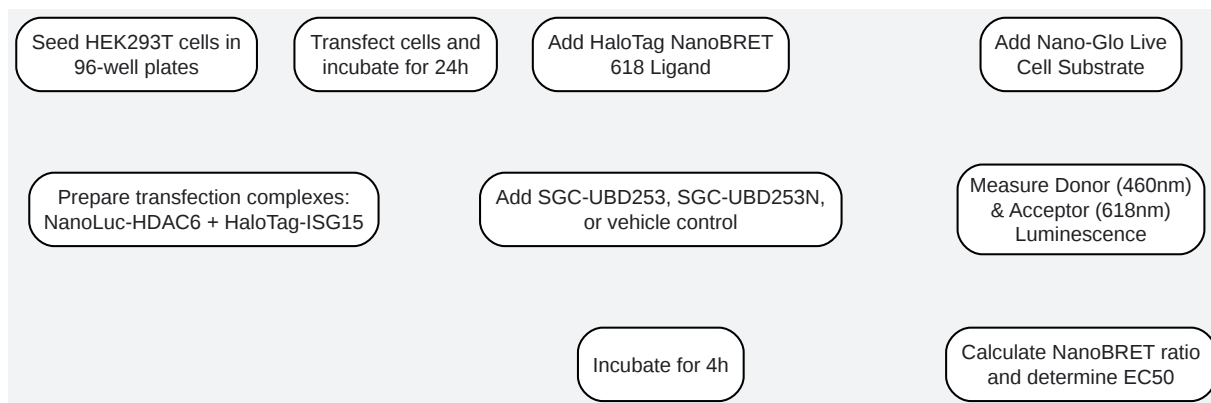 Seed HEK293T cells in
96-well plates
Prepare transfection complexes:
NanoLuc-HDAC6 + HaloTag-ISG15
Transfect cells and
incubate for 24h
Add HaloTag NanoBRET
618 Ligand
Add SGC-UBD253, SGC-UBD253N,
or vehicle control
Incubate for 4h
Add Nano-Glo Live
Cell Substrate
Measure Donor (460nm)
& Acceptor (618nm)
Luminescence
Calculate NanoBRET ratio
and determine EC50